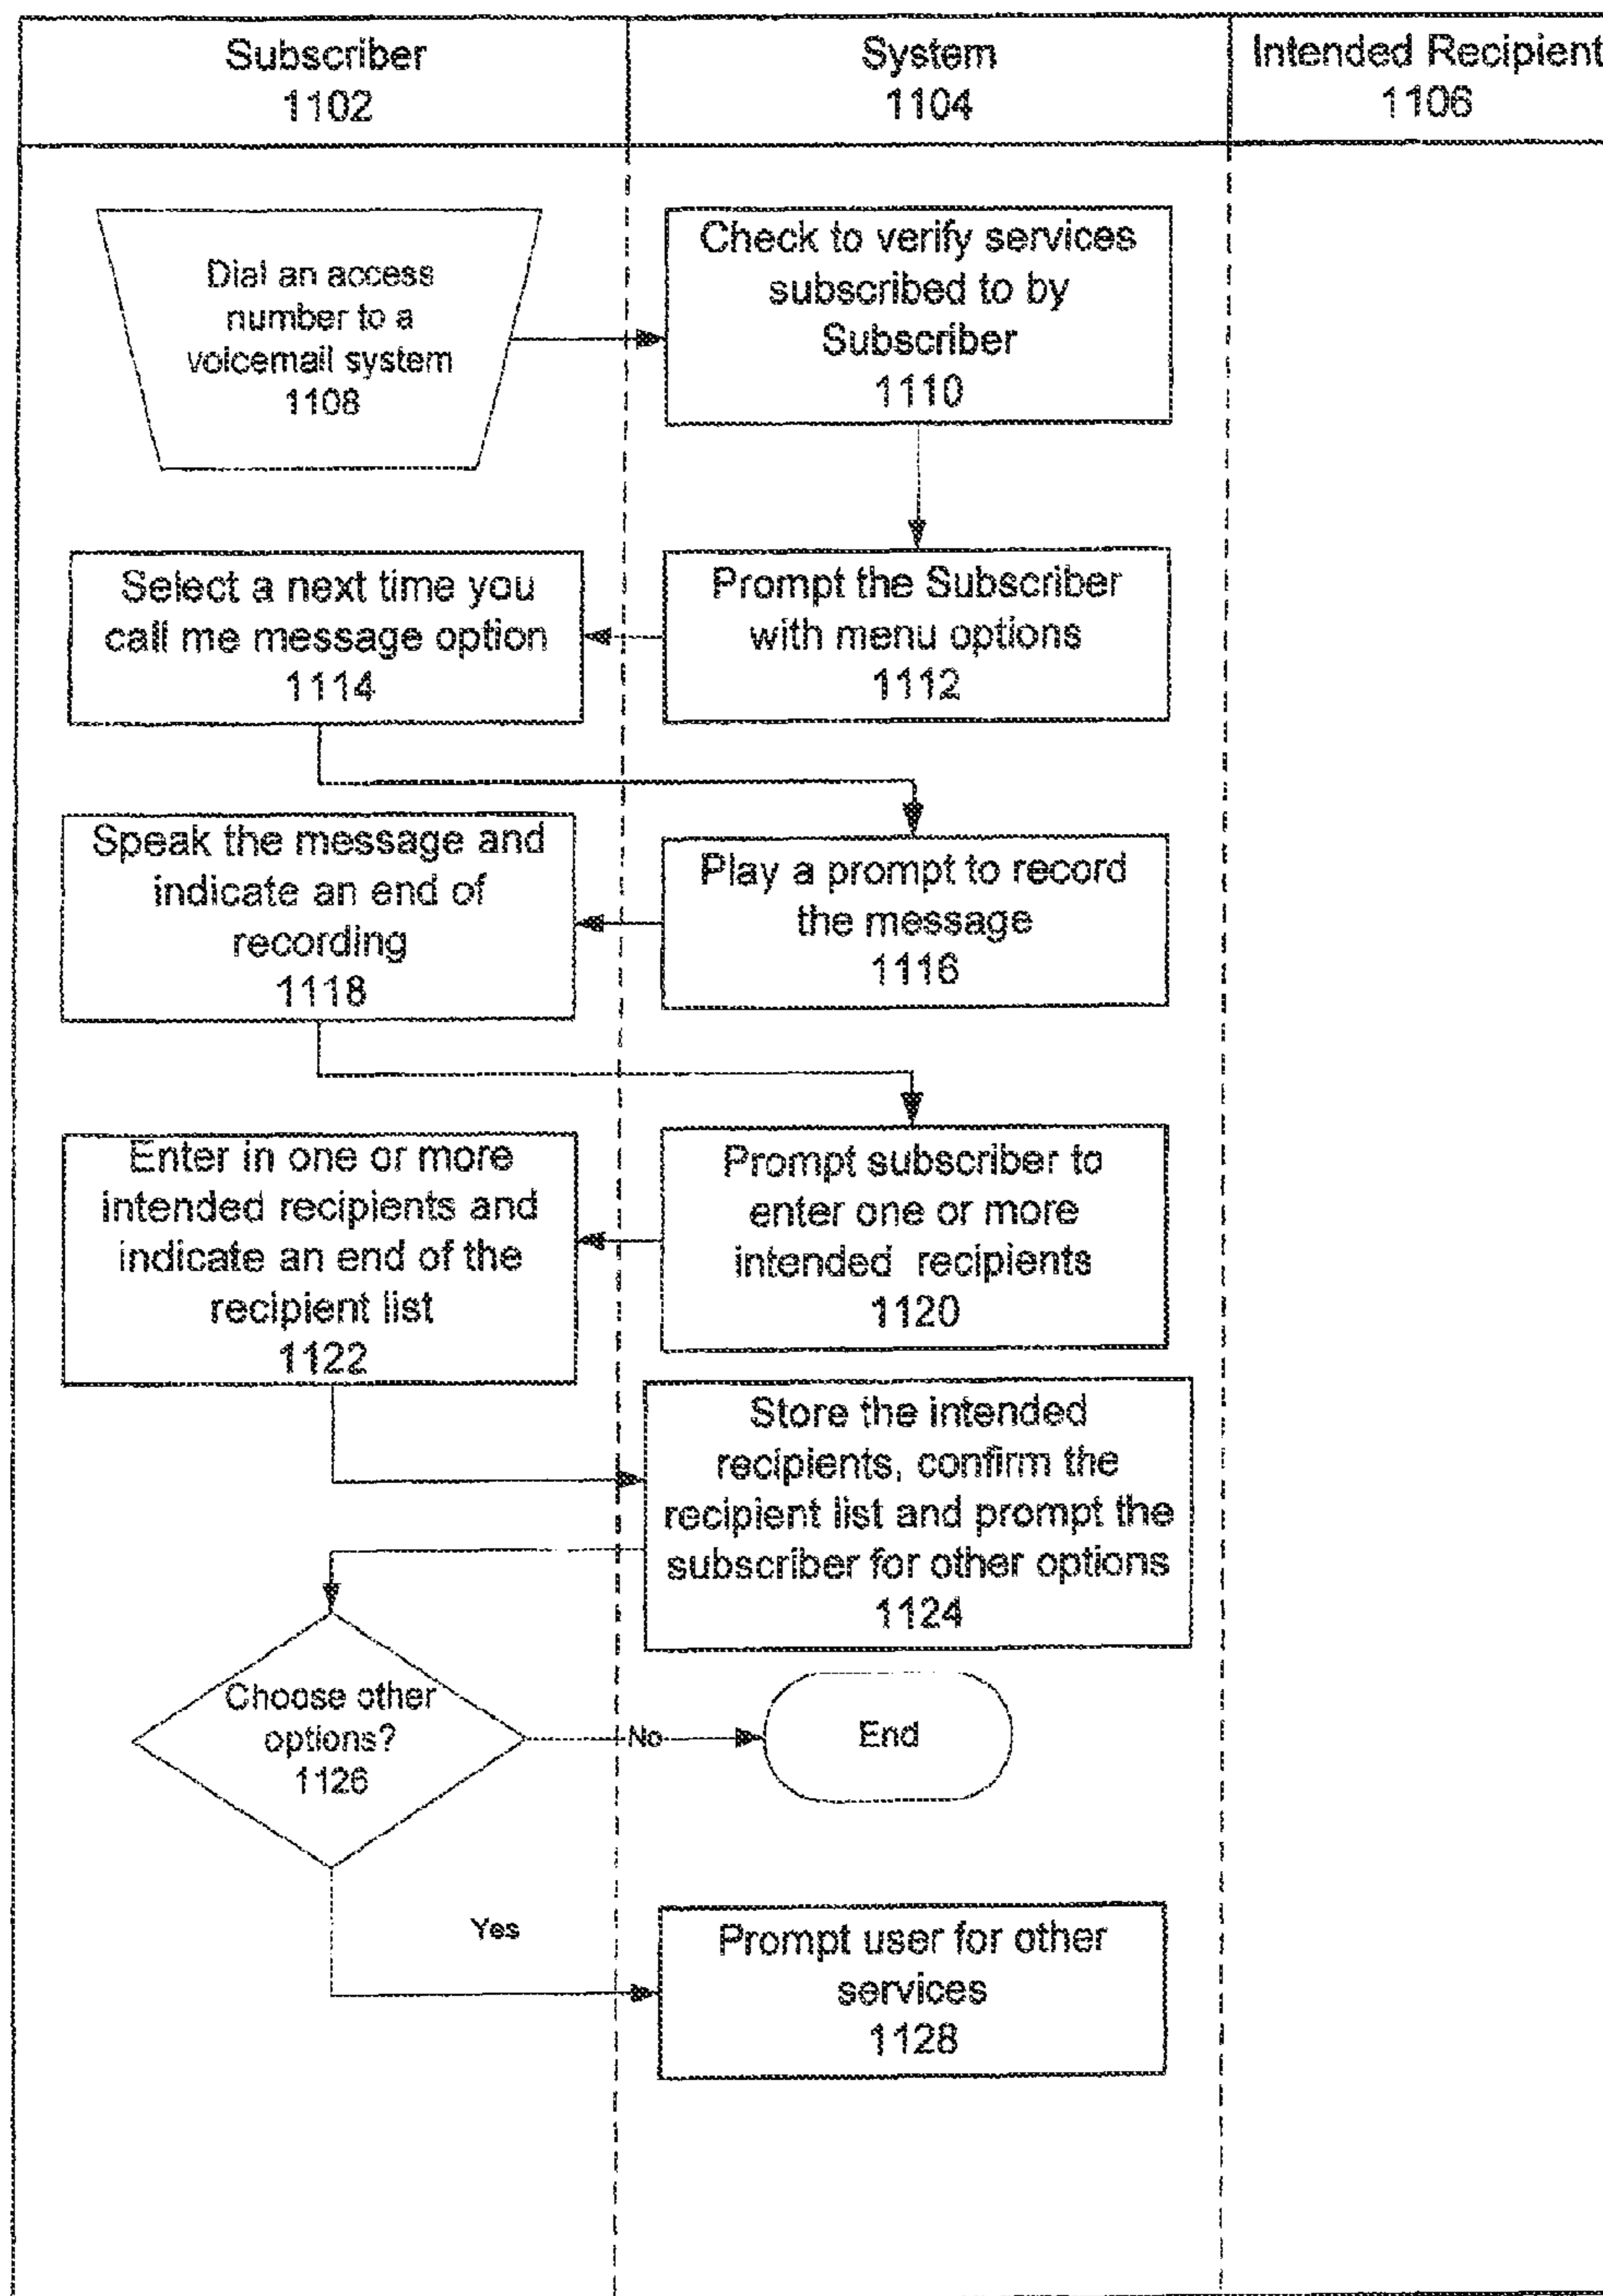 Subscriber
1102
System
1104
Intended Recipient
1106
Dial an access
number to a
voicemail system
1108
Check to verify services
subscribed to by
Subscriber
1110
Select a next time you
call me message option
1114
Prompt the Subscriber
with menu options
1112
Speak the message and
indicate an end of
recording
1118
Play a prompt to record
the message
1116
Enter in one or more
intended recipients and
indicate an end of the
recipient list
1122
Prompt subscriber to
enter one or more
intended recipients
1120
Store the intended
recipients, confirm the
recipient list and prompt the
subscriber for other options
1124
Choose other
options?
1126
No
End
Yes
Prompt user for other
services
1128